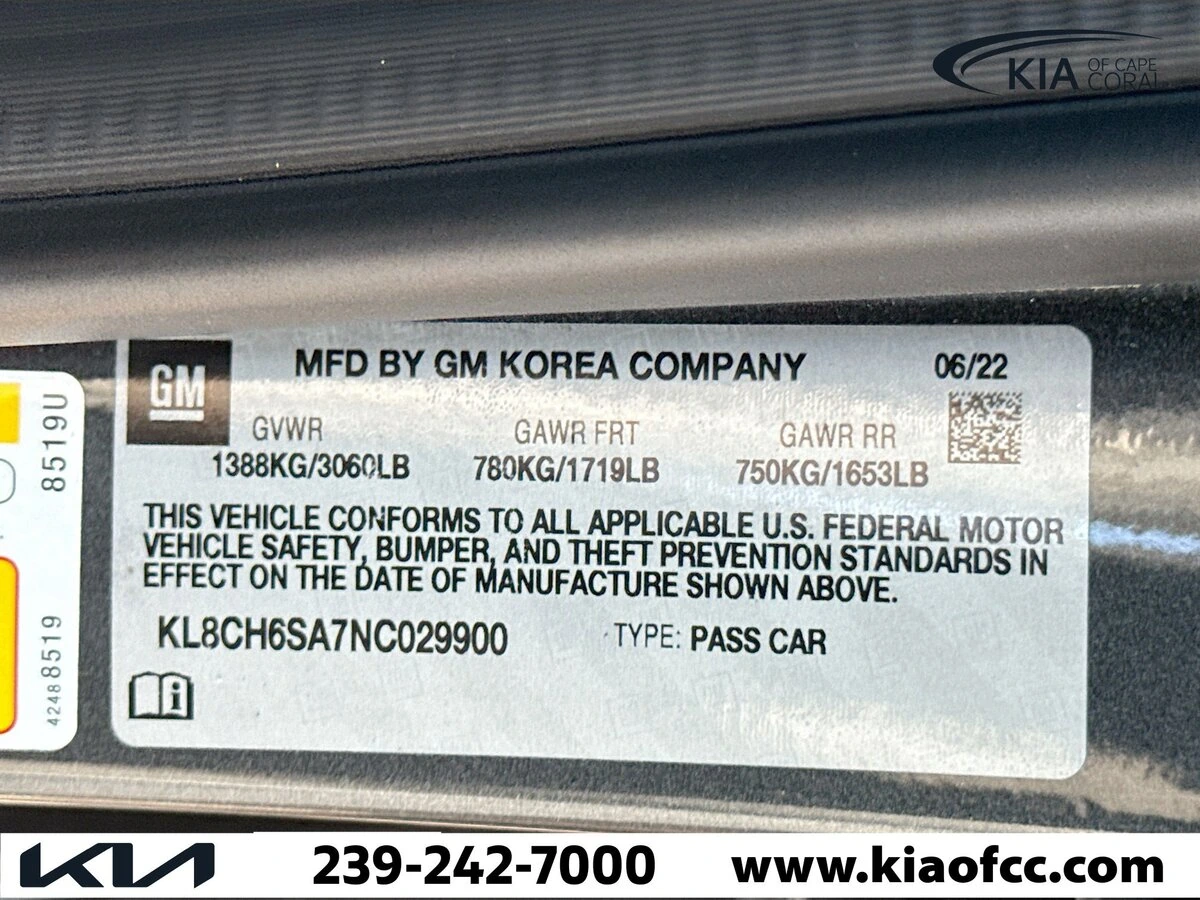 KIA OF CAPE CORAL
GM
MFD BY GM KOREA COMPANY 06/22
GVWR GAWR FRT GAWR RR
1388KG/3060LB 780KG/1719LB 750KG/1653LB
THIS VEHICLE CONFORMS TO ALL APPLICABLE U.S. FEDERAL MOTOR
VEHICLE SAFETY, BUMPER, AND THEFT PREVENTION STANDARDS IN
EFFECT ON THE DATE OF MANUFACTURE SHOWN ABOVE.
KL8CH6SA7NC029900 TYPE: PASS CAR
i
8519U
42488519
KIA 239-242-7000 www.kiaofcc.com